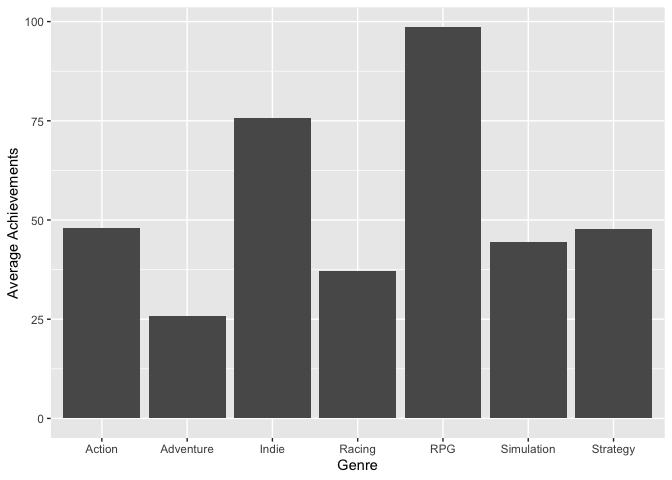 100
75
50
25
0
Average Achievements
Action Adventure Indie Racing RPG Simulation Strategy
Genre